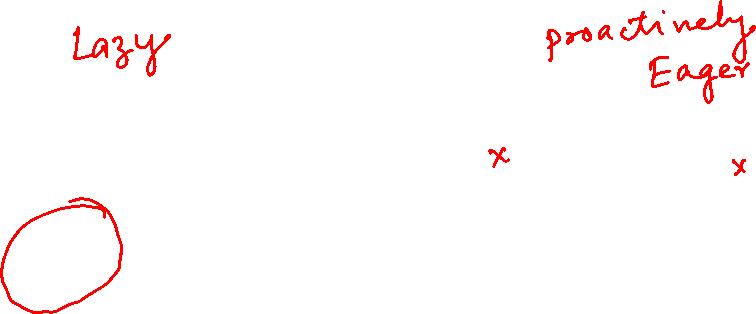 Lazy
Proactively
Eager
x
x